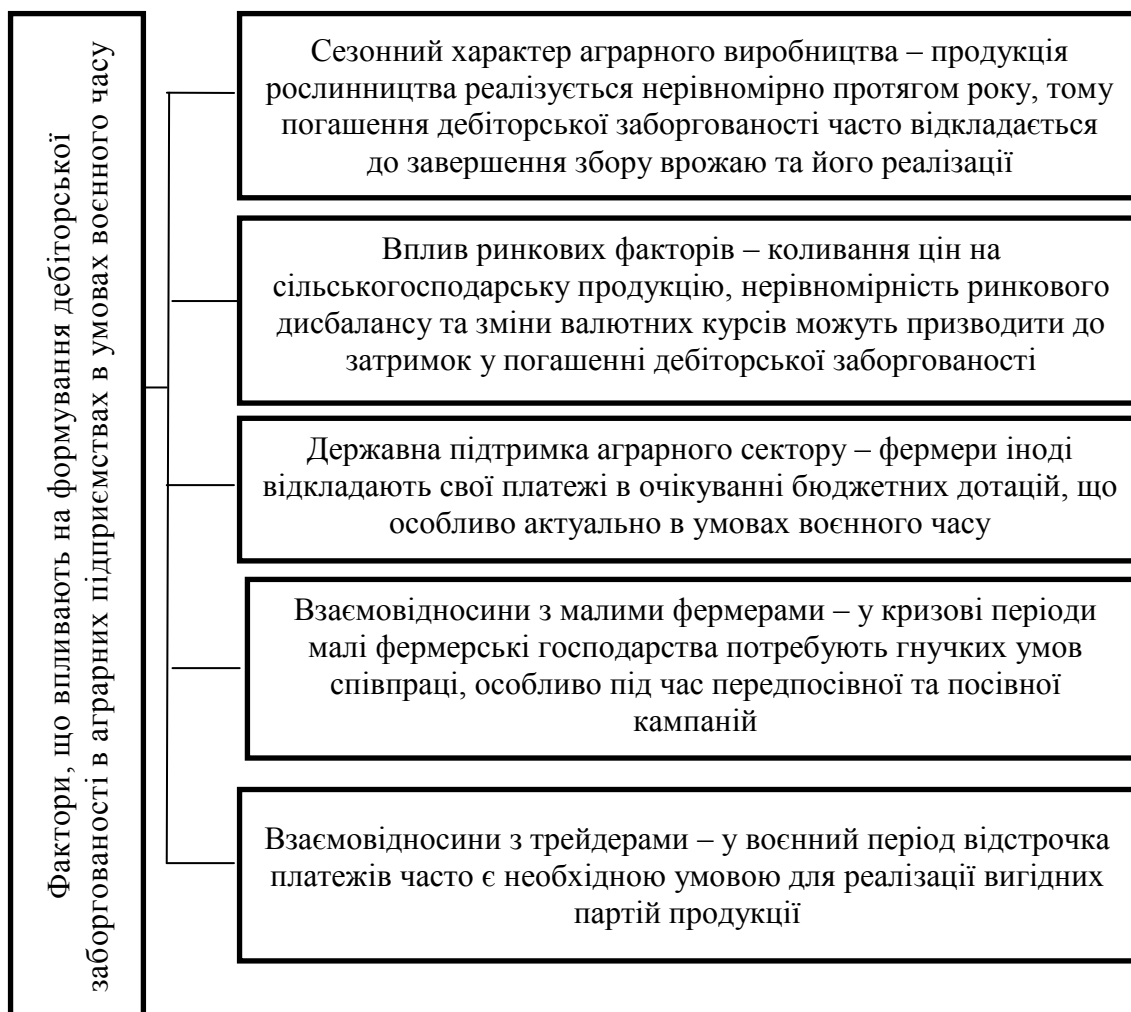 Фактори, що впливають на формування дебіторської
заборгованості в аграрних підприємствах в умовах воєнного часу
Сезонний характер аграрного виробництва – продукція
рослинництва реалізується нерівномірно протягом року, тому
погашення дебіторської заборгованості часто відкладається
до завершення збору врожаю та його реалізації
Вплив ринкових факторів – коливання цін на
сільськогосподарську продукцію, нерівномірність ринкового
дисбалансу та зміни валютних курсів можуть призводити до
затримок у погашенні дебіторської заборгованості
Державна підтримка аграрного сектору – фермери іноді
відкладають свої платежі в очікуванні бюджетних дотацій, що
особливо актуально в умовах воєнного часу
Взаємовідносини з малими фермерами – у кризові періоди
малі фермерські господарства потребують гнучких умов
співпраці, особливо під час передпосівної та посівної
кампаній
Взаємовідносини з трейдерами – у воєнний період відстрочка
платежів часто є необхідною умовою для реалізації вигідних
партій продукції